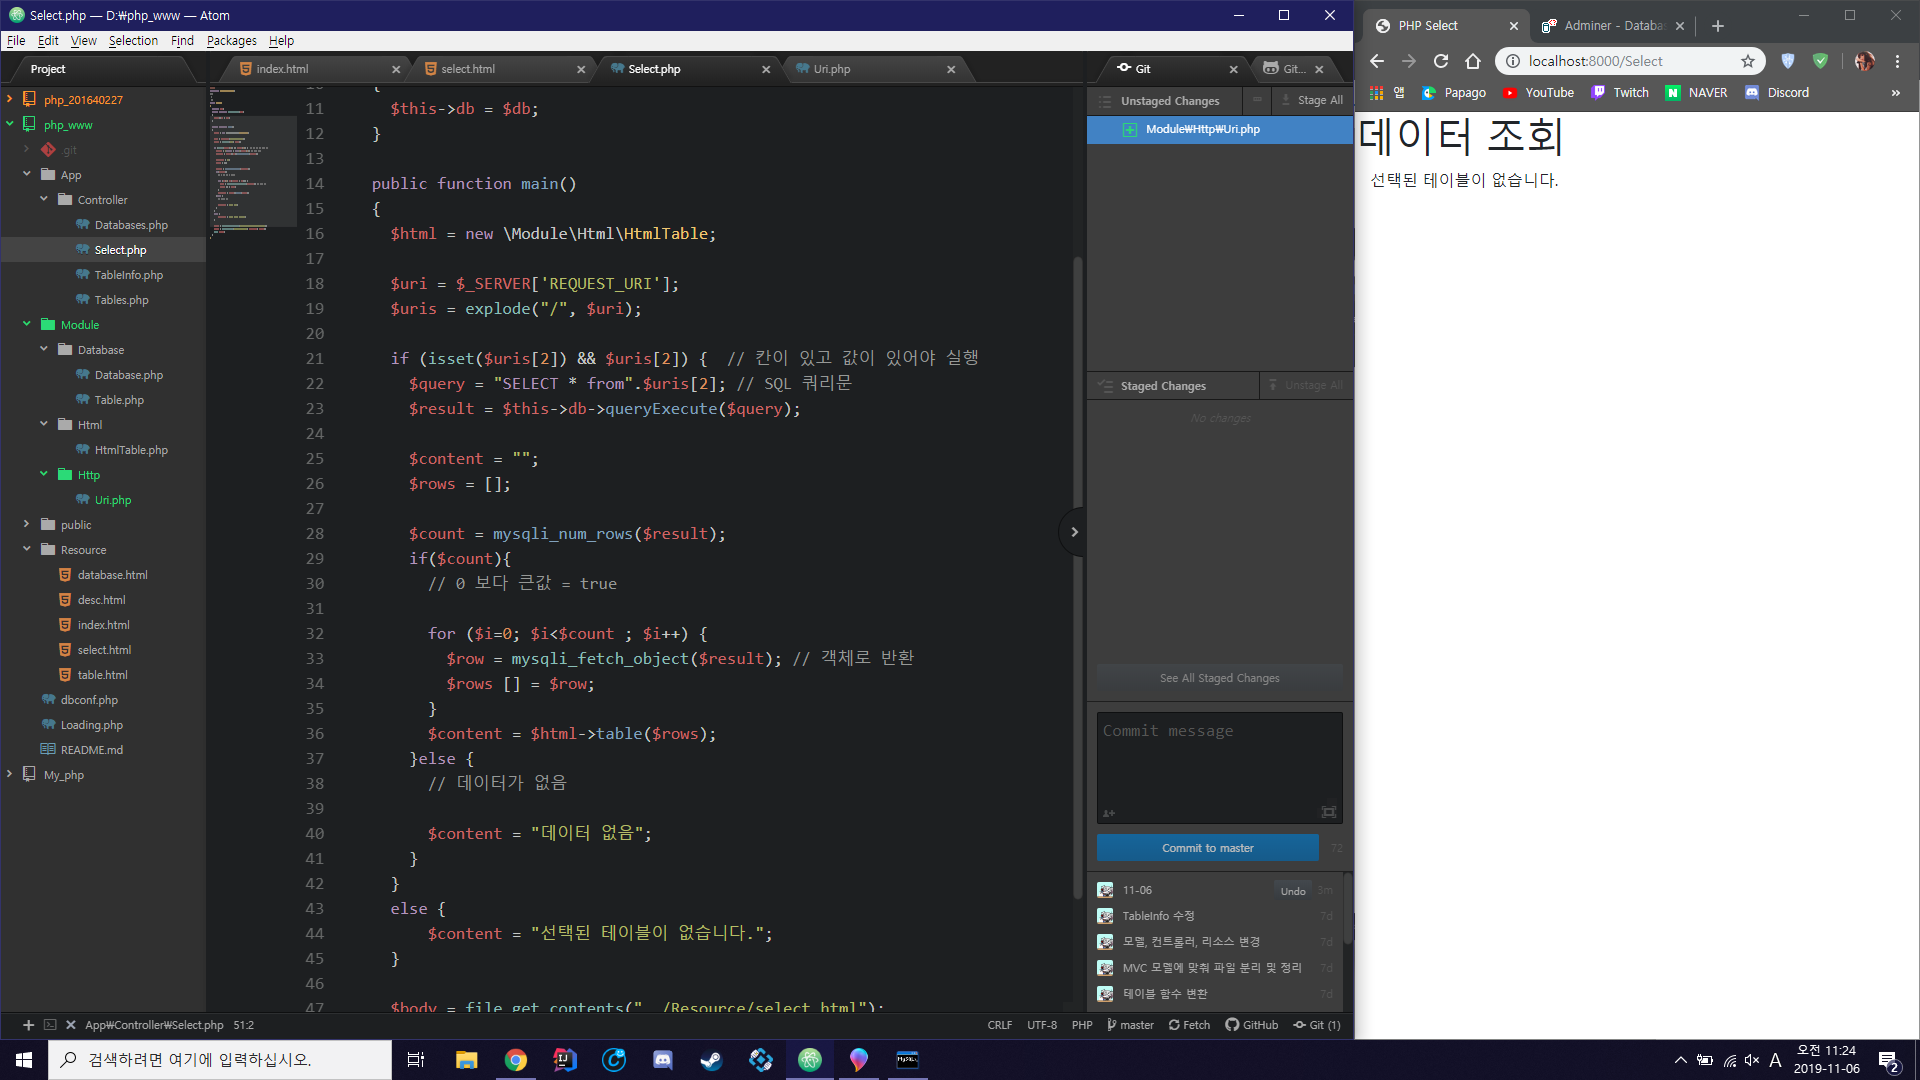 Select.php — D:₩php_www — Atom
File Edit View Selection Find Packages Help
Project
php_201640227
php_www
.git
App
Controller
Databases.php
Select.php
TableInfo.php
Tables.php
Module
Database
Database.php
Table.php
Html
HtmlTable.php
Http
Uri.php
public
Resource
database.html
desc.html
index.html
select.html
table.html
dbconf.php
Loading.php
README.md
My_php
index.html
select.html
Select.php
Uri.php
10 {
11 $this->db = $db;
12 }
13
14 public function main()
15 {
16 $html = new \Module\Html\HtmlTable;
17
18 $uri = $_SERVER['REQUEST_URI'];
19 $uris = explode("/", $uri);
20
21 if (isset($uris[2]) && $uris[2]) { // 칸이 있고 값이 있어야 실행
22 $query = "SELECT * from".$uris[2]; // SQL 쿼리문
23 $result = $this->db->queryExecute($query);
24
25 $content = "";
26 $rows = [];
27
28 $count = mysqli_num_rows($result);
29 if($count){
30 // 0 보다 큰값 = true
31
32 for ($i=0; $i<$count ; $i++) {
33 $row = mysqli_fetch_object($result); // 객체로 반환
34 $rows [] = $row;
35 }
36 $content = $html->table($rows);
37 }else {
38 // 데이터가 없음
39
40 $content = "데이터 없음";
41 }
42 }
43 else {
44 $content = "선택된 테이블이 없습니다.";
45 }
46
47 $body = file_get_contents("../Resource/select.html");
Git
Git...
Unstaged Changes
Stage All
Module₩Http₩Uri.php
Staged Changes
Unstage All
No changes
See All Staged Changes
Commit message
Commit to master
72
11-06 Undo 3m
TableInfo 수정 7d
모델, 컨트롤러, 리소스 변경 7d
MVC 모델에 맞춰 파일 분리 및 정리 7d
테이블 함수 변환 7d
App₩Controller₩Select.php 51:2
CRLF UTF-8 PHP master Fetch GitHub Git (1)
PHP Select
Adminer - Databa
localhost:8000/Select
앱 Papago YouTube Twitch NAVER Discord »
데이터 조회
선택된 테이블이 없습니다.
검색하려면 여기에 입력하십시오.
A
오전 11:24
2019-11-06
2